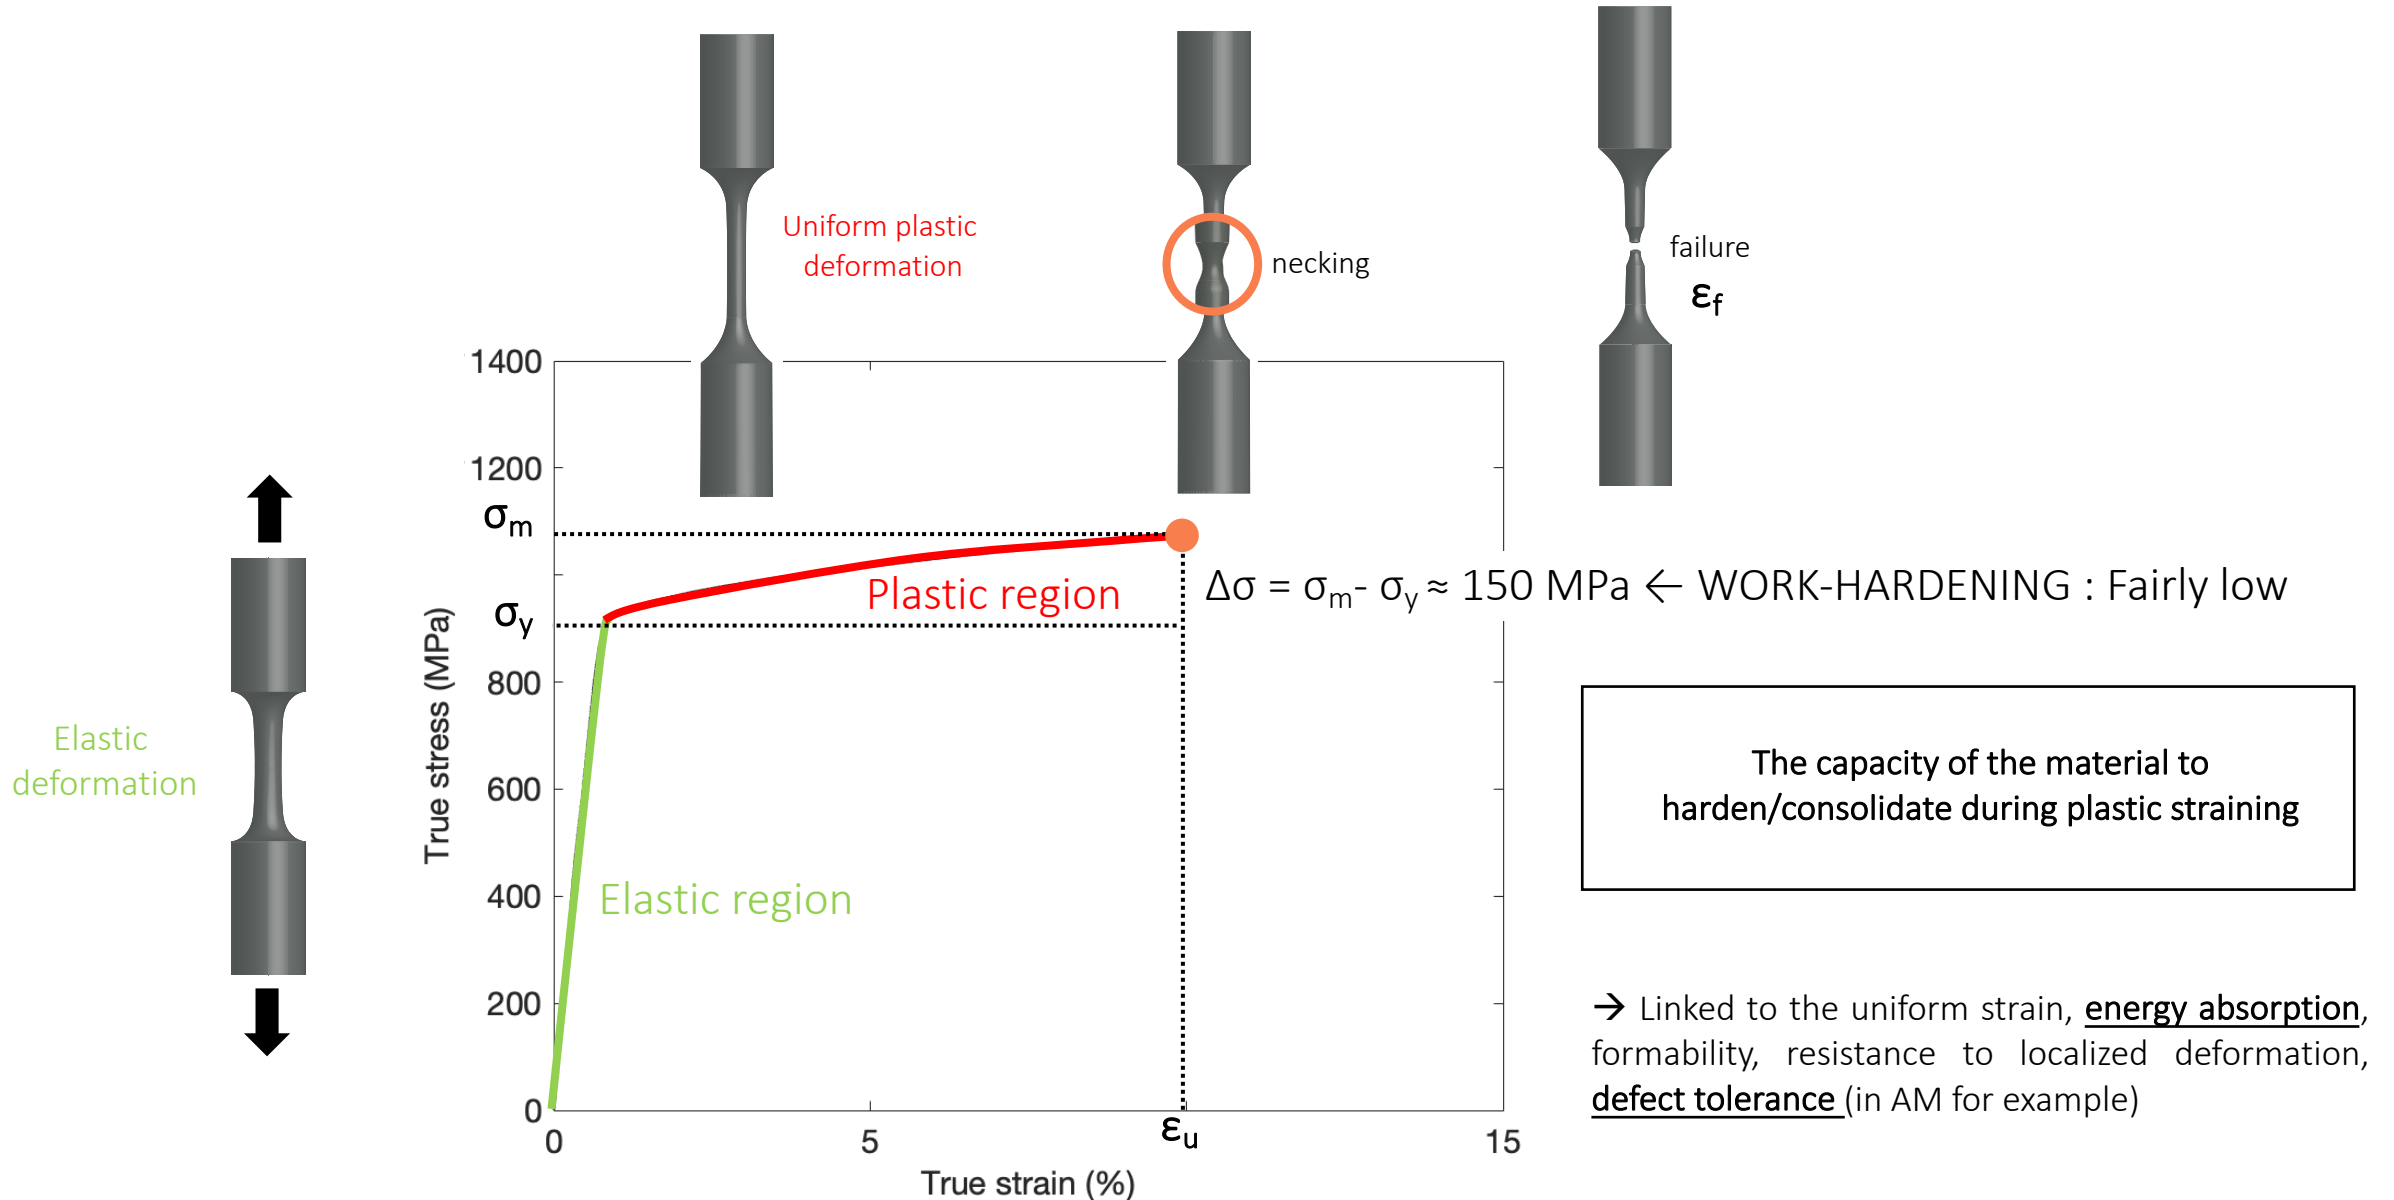 Uniform plastic
deformation
necking
failure
εf
1400
1200
σm
Δσ = σm- σy ≈ 150 MPa ← WORK-HARDENING : Fairly low
Plastic region
σy
800
600
400
200
0
True stress (MPa)
Elastic
deformation
Elastic region
The capacity of the material to
harden/consolidate during plastic straining
→ Linked to the uniform strain, energy absorption,
formability, resistance to localized deformation,
defect tolerance (in AM for example)
0
5
εu
15
True strain (%)